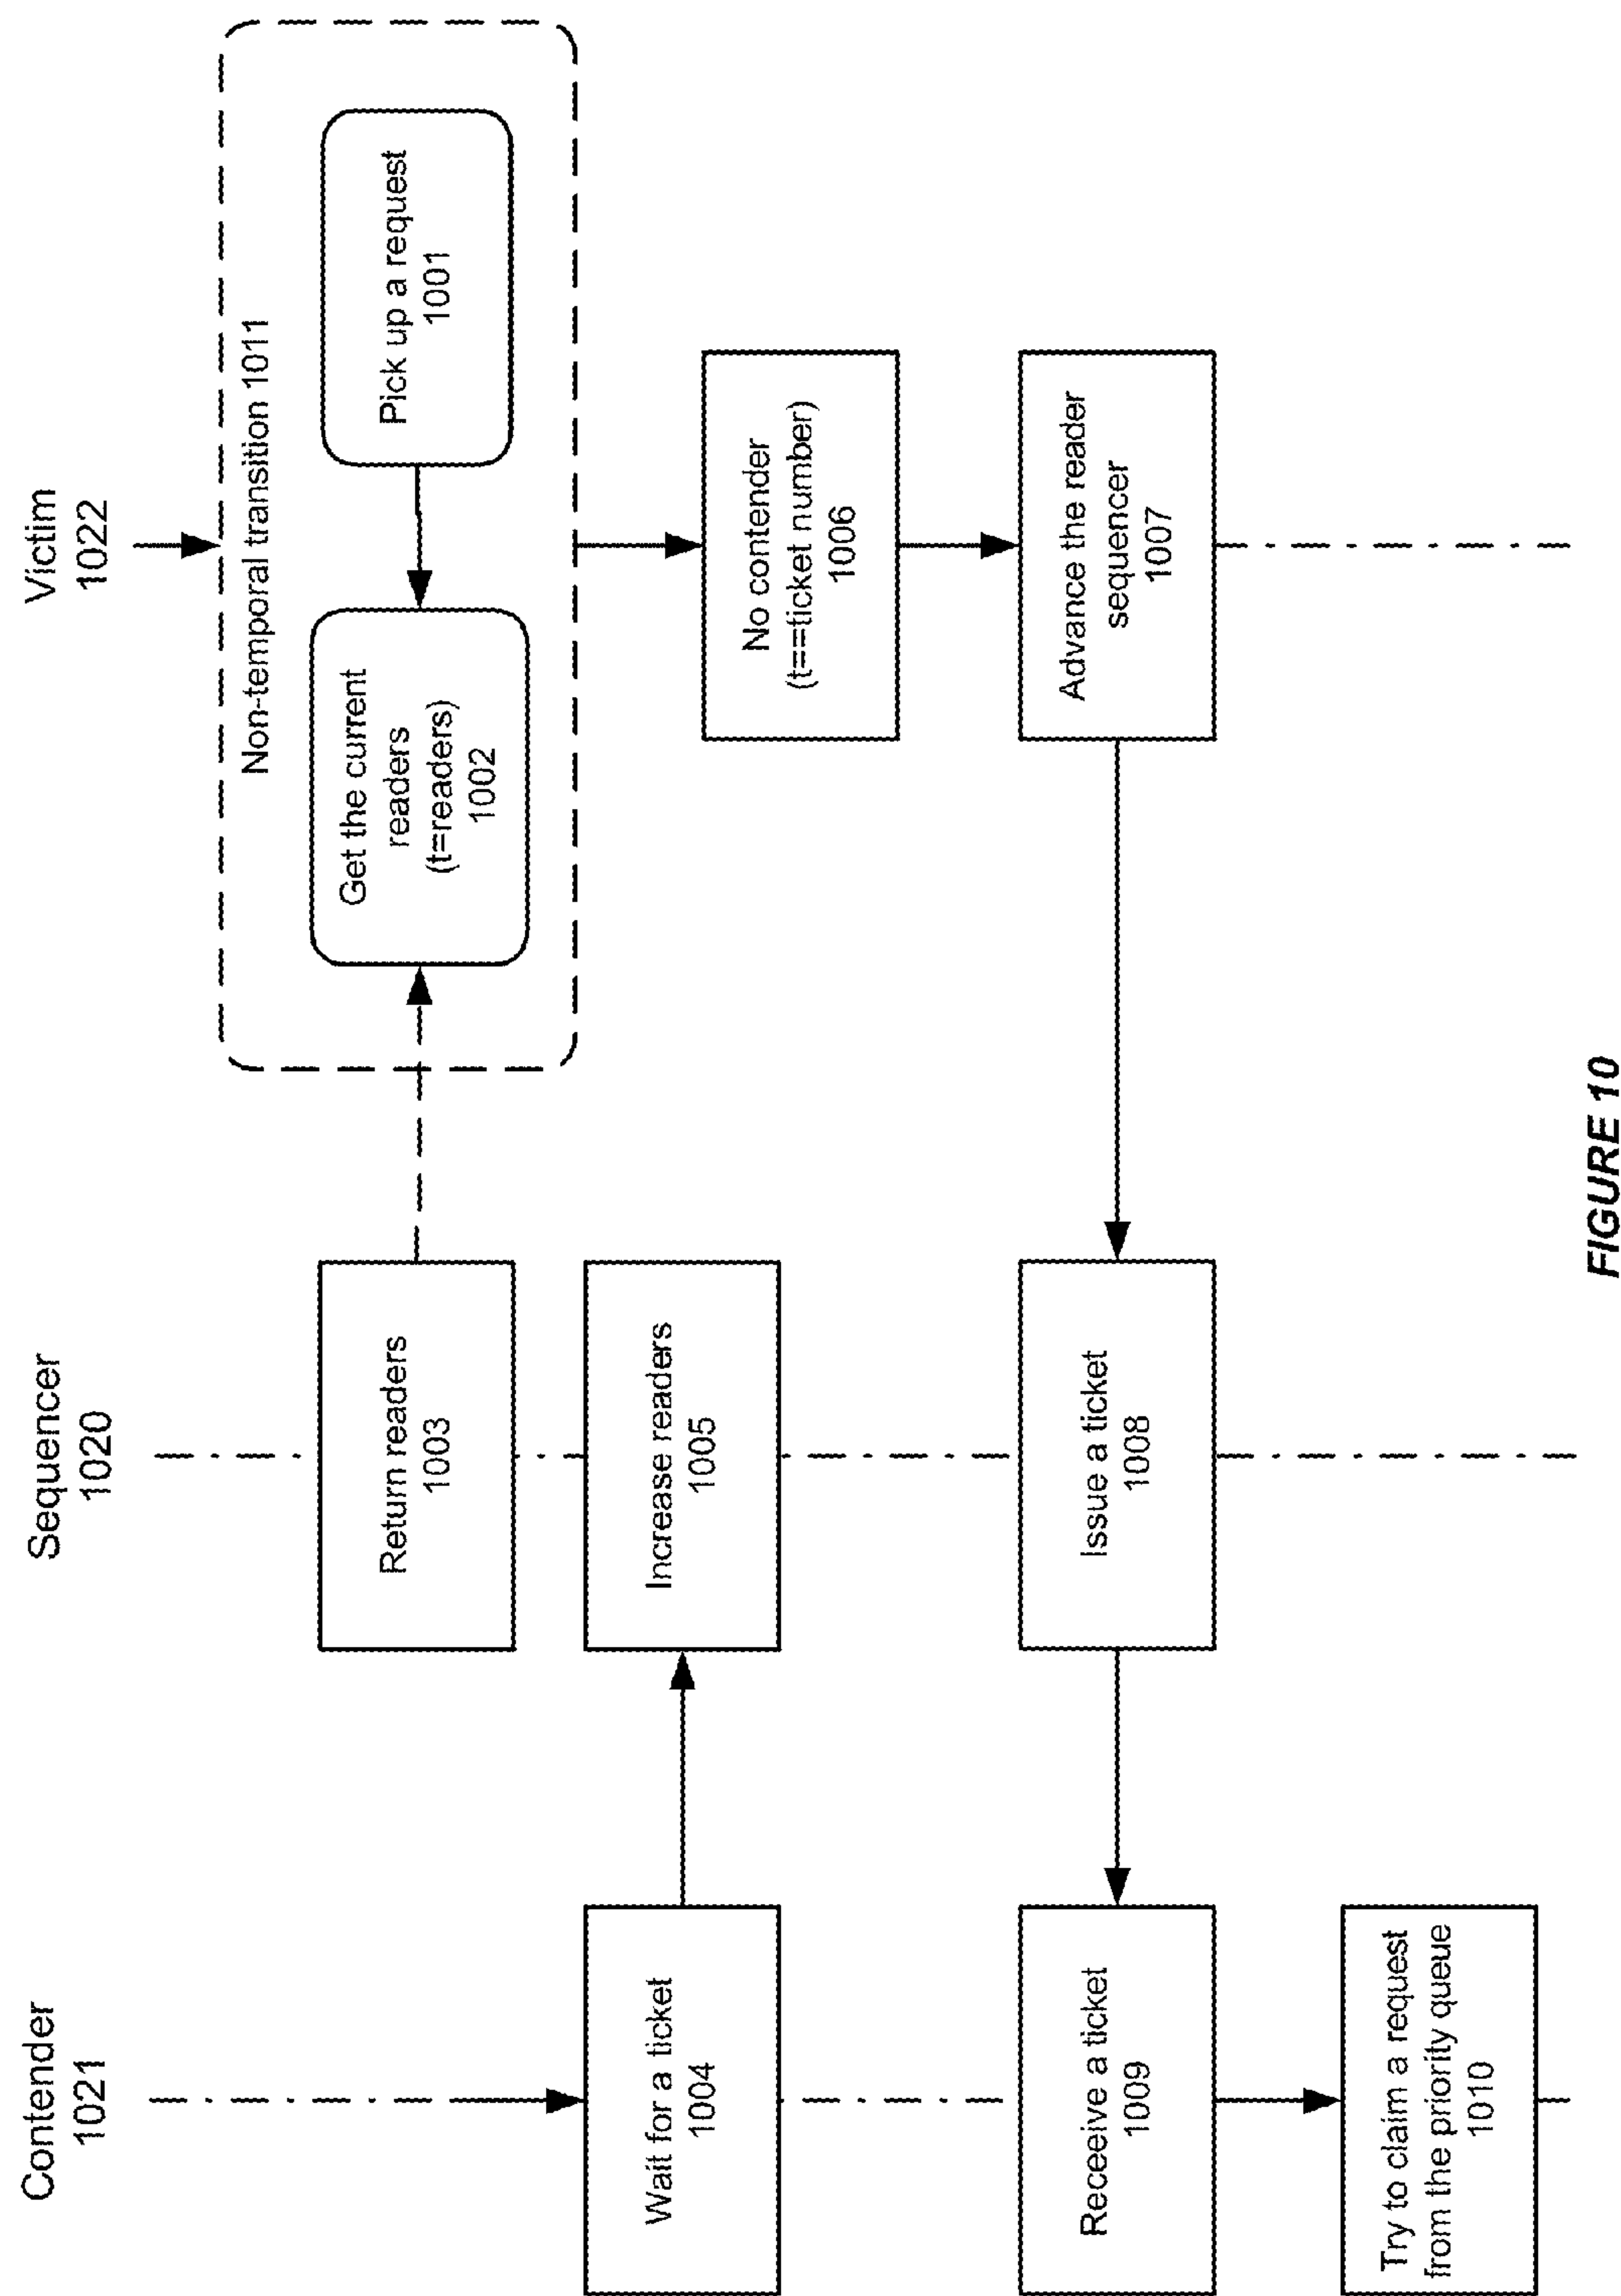 Contender
1021
Sequencer
1020
Victim
1022
Non-temporal transition 1011
Return readers
1003
Get the current
readers
(t=readers)
1002
Pick up a request
1001
Wait for a ticket
1004
Increase readers
1005
No contender
(t==ticket number)
1006
Receeive a ticket
1009
Issue a ticket
1008
Advance the reader
sequencer
1007
Try to claim a request
from the priority queue
1010
FIGURE 10